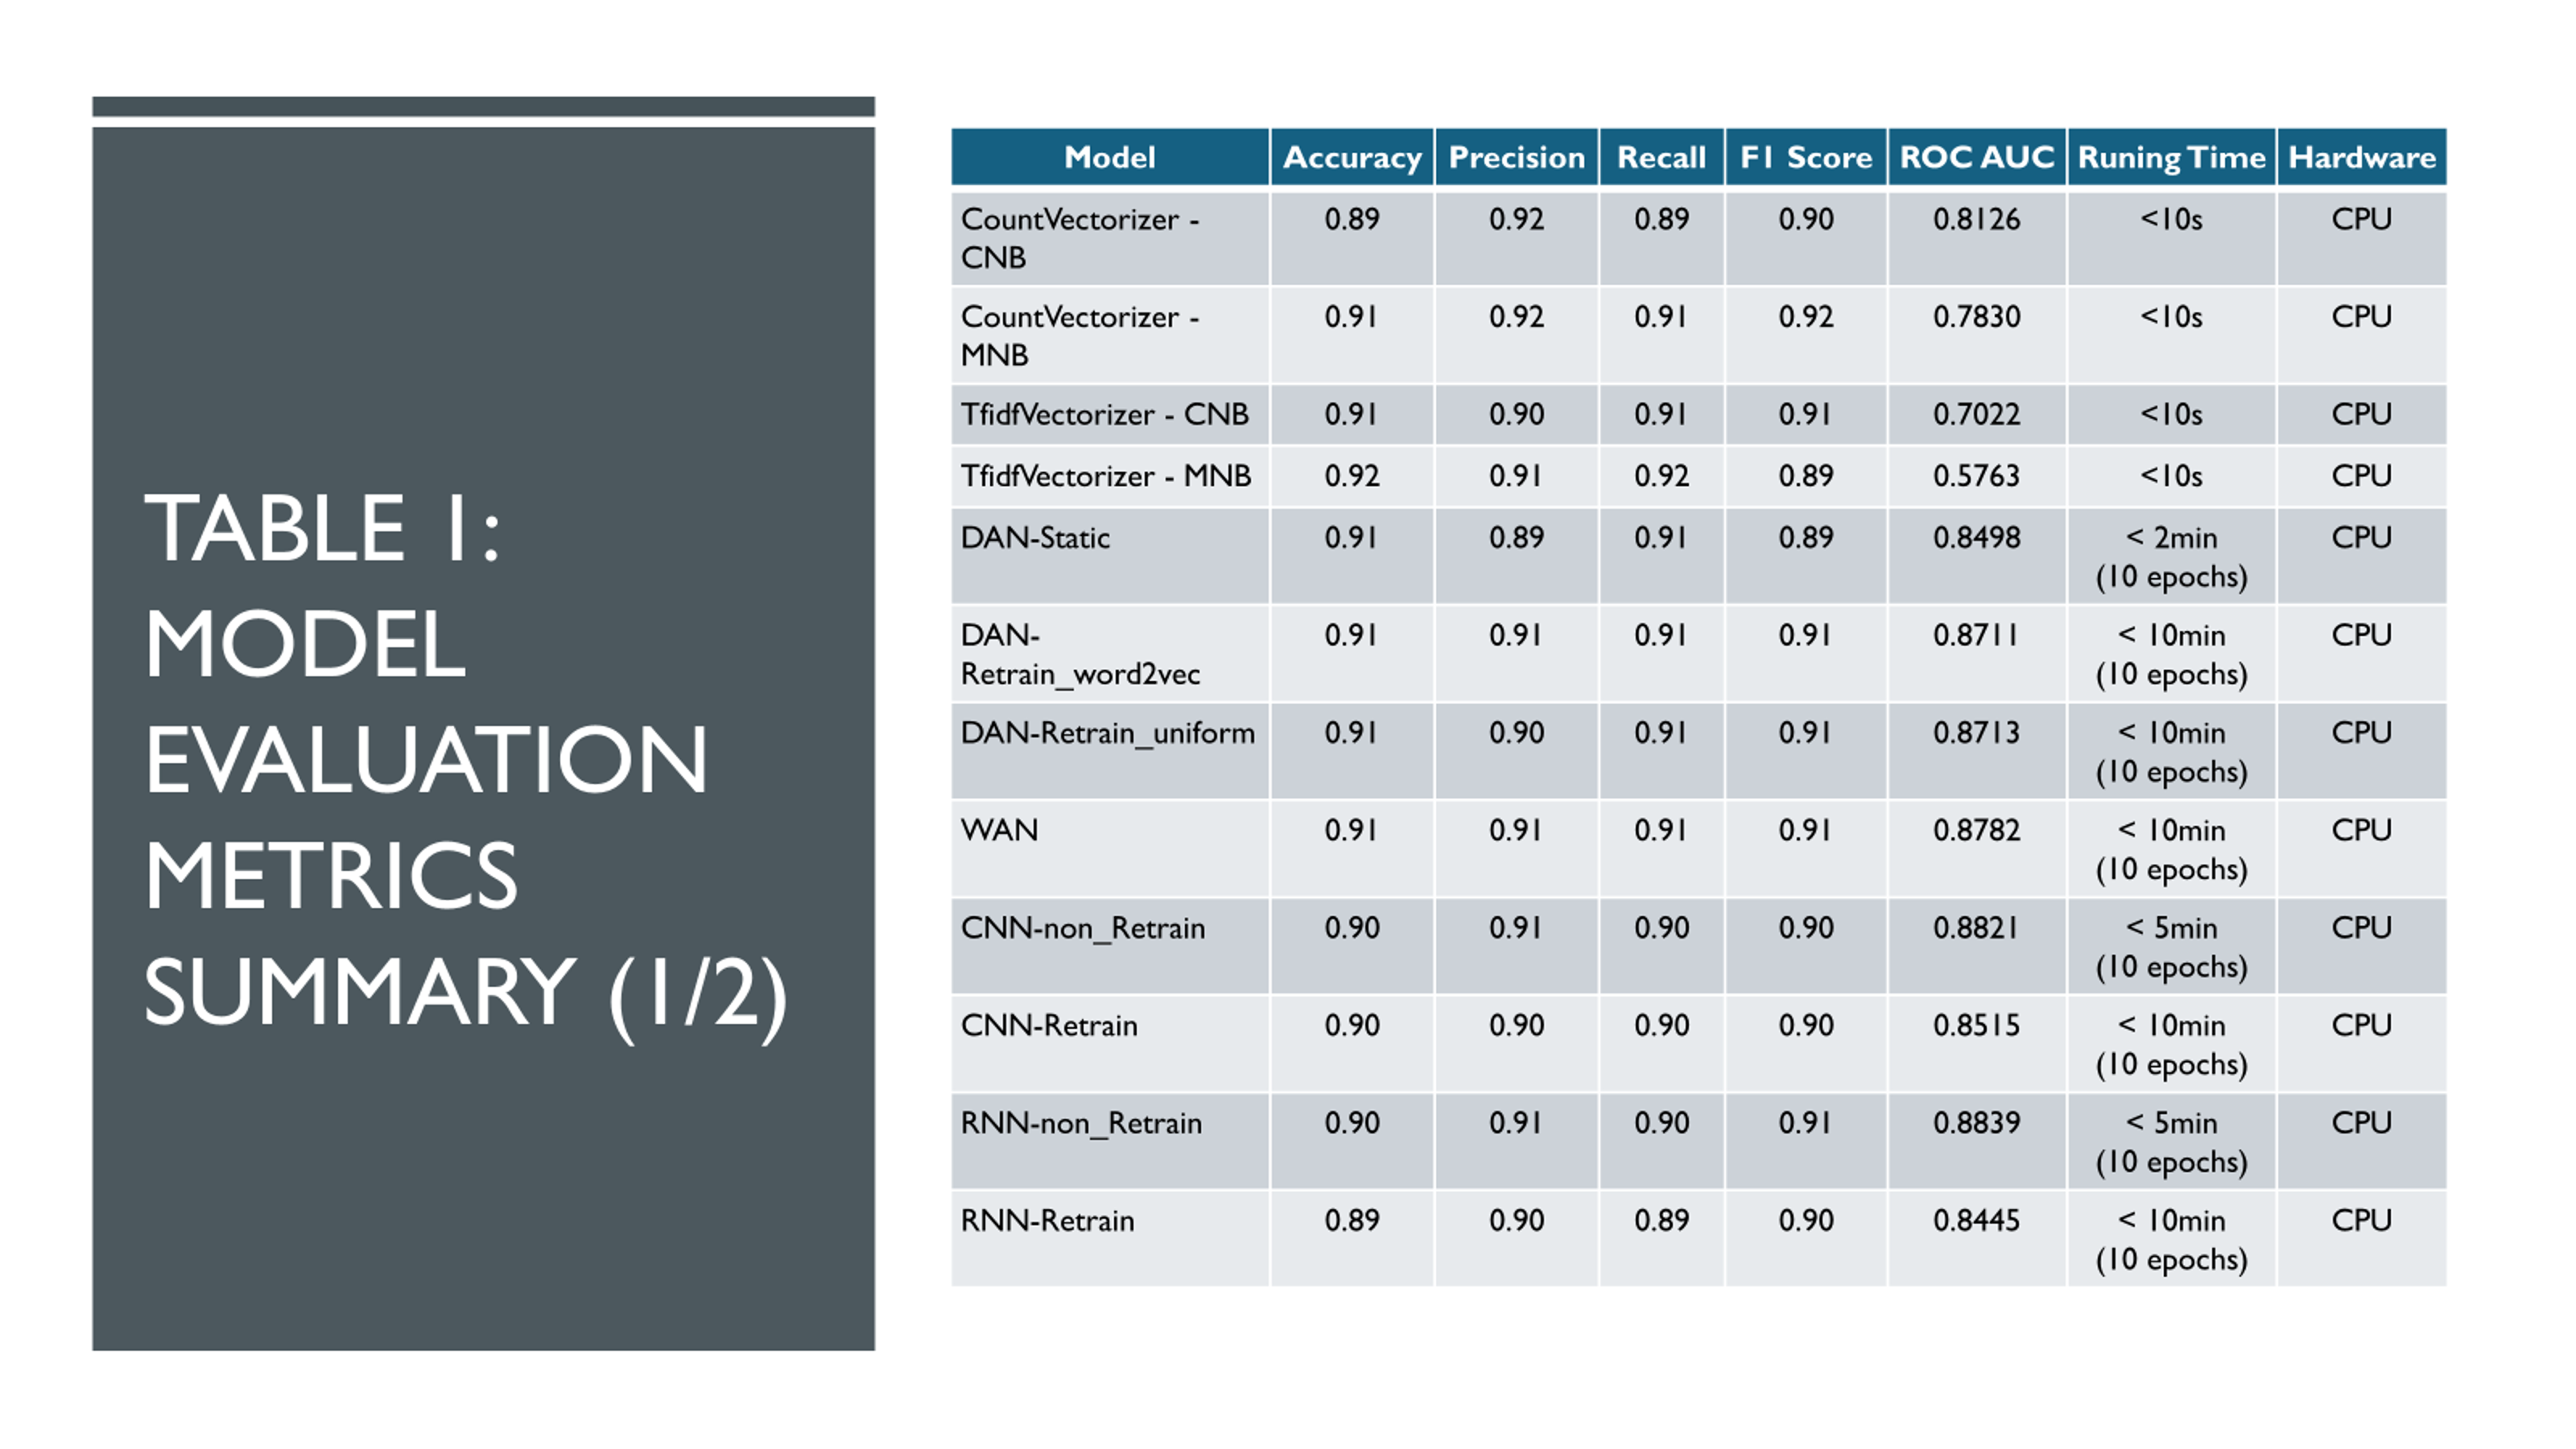 TABLE 1:
MODEL
EVALUATION
METRICS
SUMMARY (1/2)
Model Accuracy Precision Recall F1 Score ROC AUC Runing Time Hardware
CountVectorizer - 0.89 0.92 0.89 0.90 0.8126 <10s CPU
CNB
CountVectorizer - 0.91 0.92 0.91 0.92 0.7830 <10s CPU
MNB
TfidfVectorizer - CNB 0.91 0.90 0.91 0.91 0.7022 <10s CPU
TfidfVectorizer - MNB 0.92 0.91 0.92 0.89 0.5763 <10s CPU
DAN-Static 0.91 0.89 0.91 0.89 0.8498 < 2min CPU
(10 epochs)
DAN- 0.91 0.91 0.91 0.91 0.8711 < 10min CPU
Retrain_word2vec (10 epochs)
DAN-Retrain_uniform 0.91 0.90 0.91 0.91 0.8713 < 10min CPU
(10 epochs)
WAN 0.91 0.91 0.91 0.91 0.8782 < 10min CPU
(10 epochs)
CNN-non_Retrain 0.90 0.91 0.90 0.90 0.8821 < 5min CPU
(10 epochs)
CNN-Retrain 0.90 0.90 0.90 0.90 0.8515 < 10min CPU
(10 epochs)
RNN-non_Retrain 0.90 0.91 0.90 0.91 0.8839 < 5min CPU
(10 epochs)
RNN-Retrain 0.89 0.90 0.89 0.90 0.8445 < 10min CPU
(10 epochs)